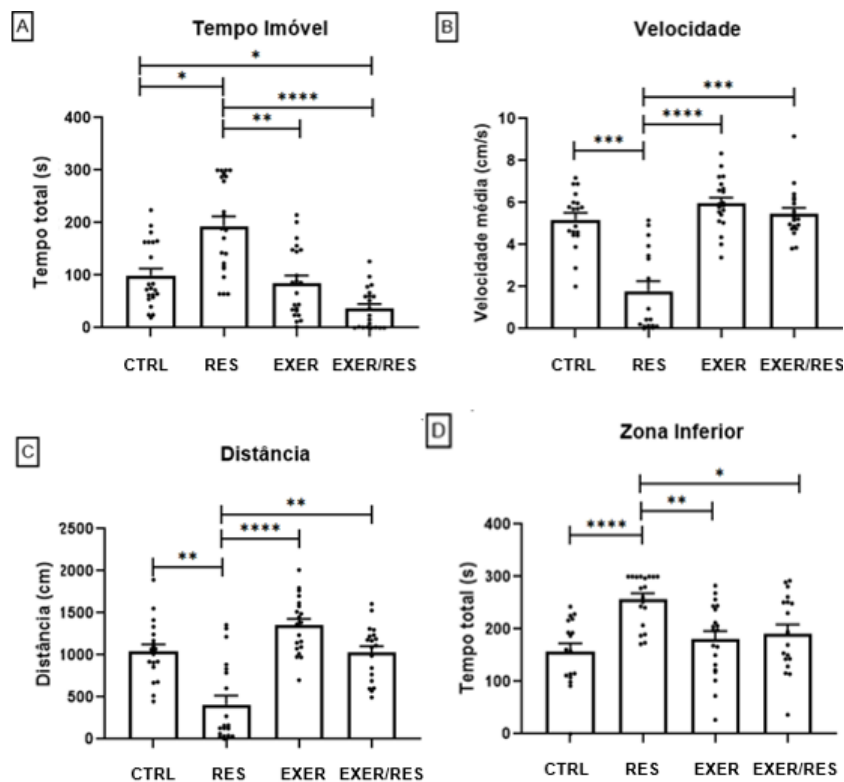 A
Tempo Imóvel
*
*
****
**
Tempo total (s)
400
300
200
100
0
CTRL RES EXER EXER/RES
B
Velocidade
***
****
***
Velocidade média (cm/s)
10
8
6
4
2
0
CTRL RES EXER EXER/RES
C
Distância
**
****
**
Distância (cm)
2500
2000
1500
1000
500
0
CTRL RES EXER EXER/RES
D
Zona Inferior
*
**
****
Tempo total (s)
400
300
200
100
0
CTRL RES EXER EXER/RES